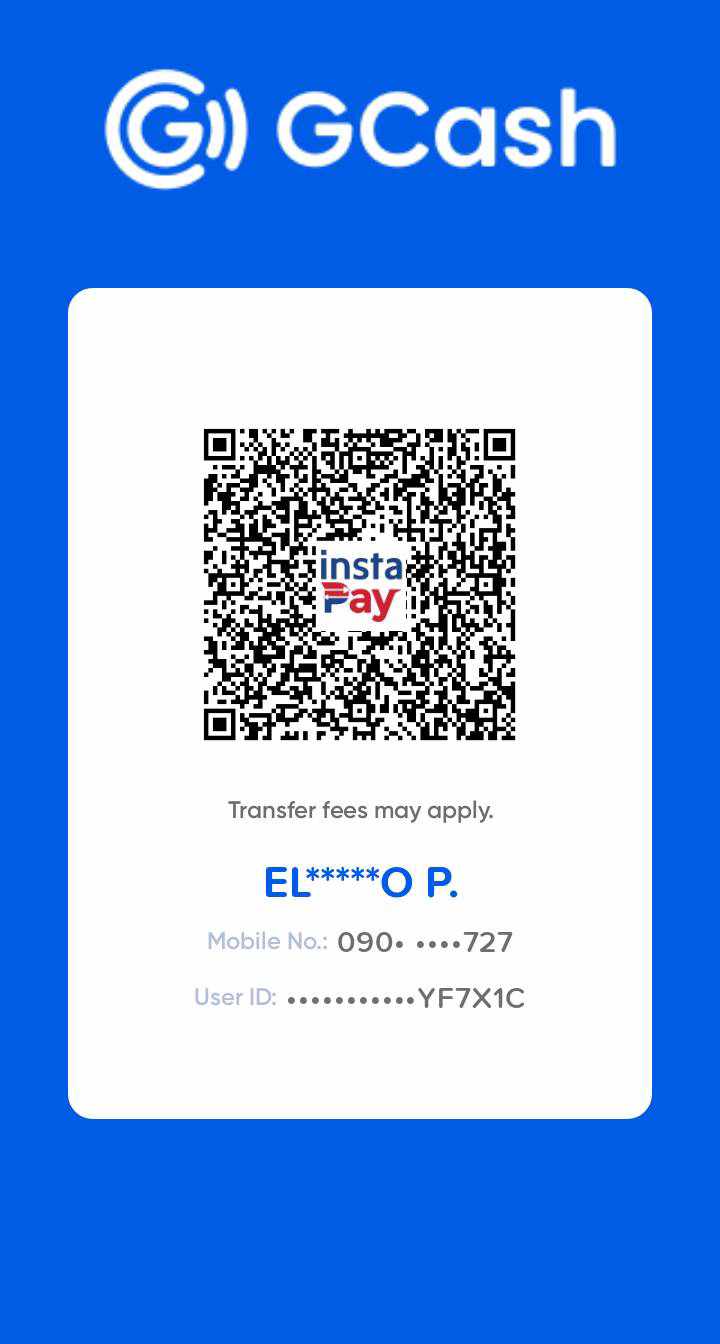 GCash
insta
Pay
Transfer fees may apply.
EL*****O P.
Mobile No.: 090• ••••727
User ID: •••••••••••YF7X1C